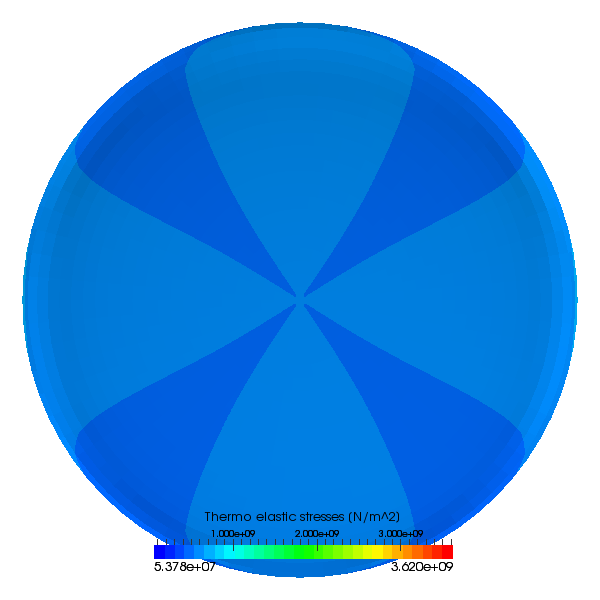 Thermo elastic stresses (N/m^2)
1.000e+09 2.000e+09 3.000e+09
5.378e+07 3.620e+09